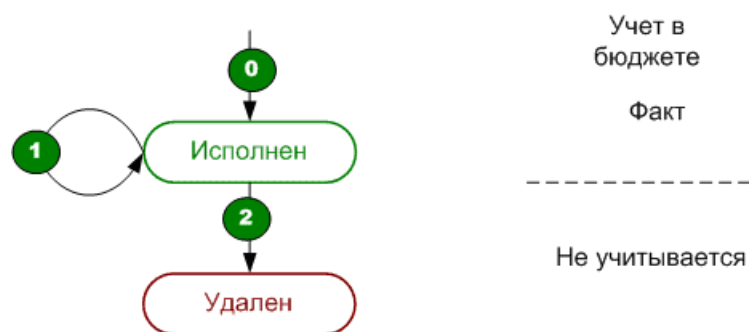 Учет в
бюджете
0
Факт
1
Исполнен
2
Не учитывается
Удален